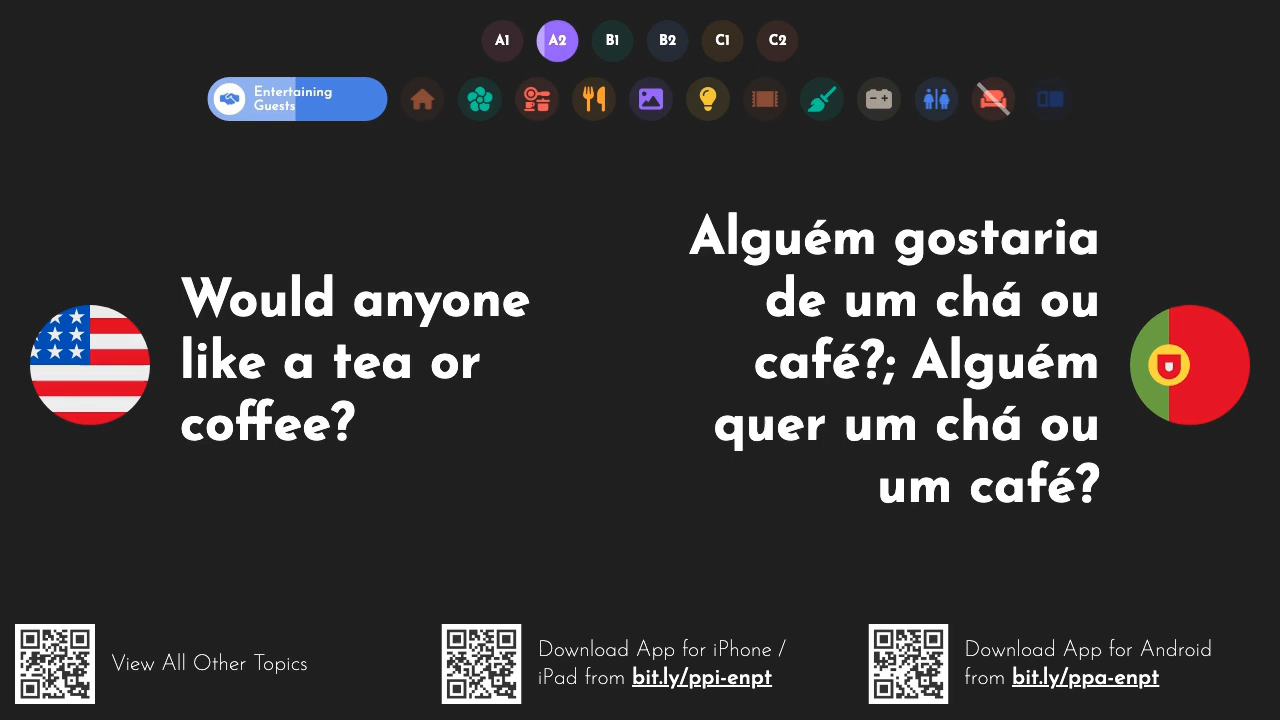 A1 A2 B1 B2 C1 C2
Entertaining
Guests
Would anyone
like a tea or
coffee?
Alguém gostaria
de um chá ou
café?; Alguém
quer um chá ou
um café?
View All Other Topics
Download App for iPhone /
iPad from bit.ly/ppi-enpt
Download App for Android
from bit.ly/ppa-enpt